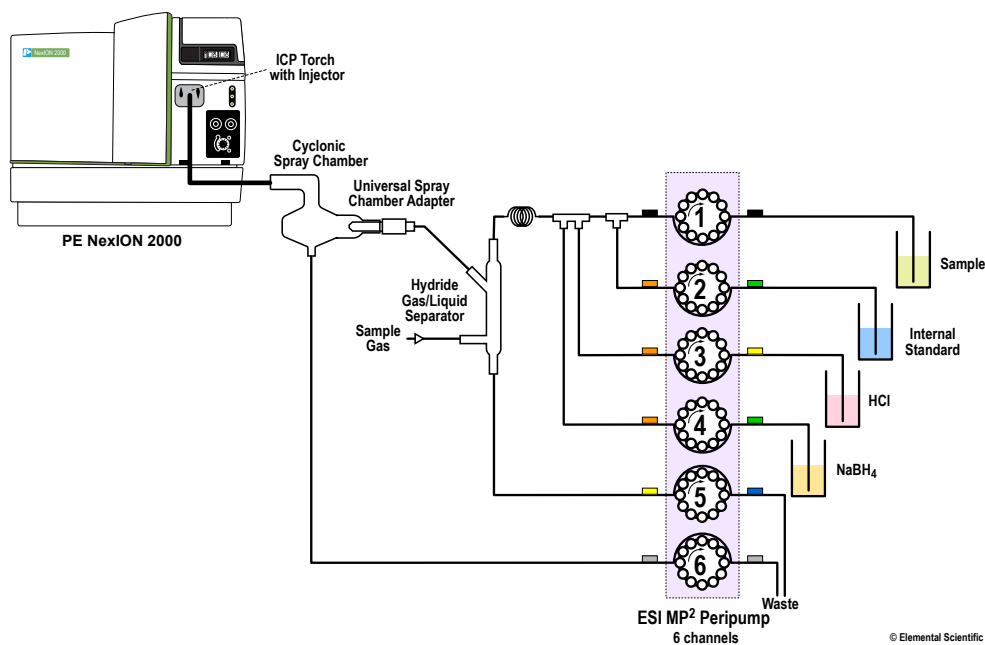 NexION 2000
ICP Torch
with Injector
Cyclonic
Spray Chamber
Universal Spray
Chamber Adapter
PE NexION 2000
Hydride
Gas/Liquid
Separator
Sample
Gas
1
2
3
4
5
6
Sample
Internal
Standard
HCl
NaBH4
Waste
ESI MP2 Peripump
6 channels
© Elemental Scientific